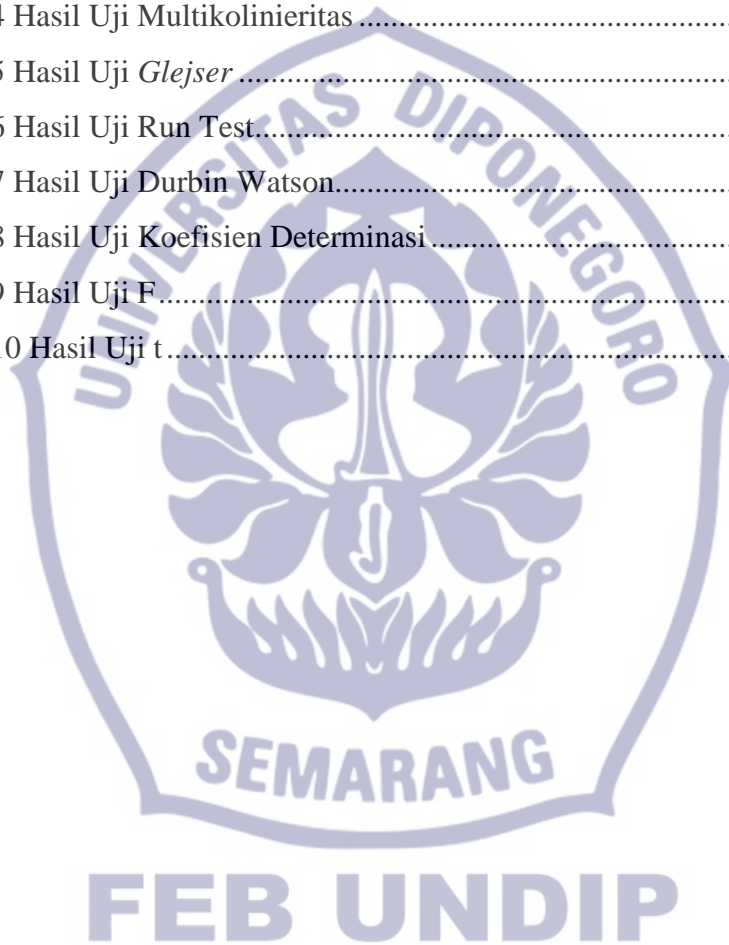 4 Hasil Uji Multikolinieritas........................................................
5 Hasil Uji Glejser........................................................................
6 Hasil Uji Run Test.....................................................................
7 Hasil Uji Durbin Watson...........................................................
8 Hasil Uji Koefisien Determinasi...............................................
9 Hasil Uji F.................................................................................
10 Hasil Uji t................................................................................
UNIVERSITAS DIPONEGORO
SEMARANG
FEB UNDIP